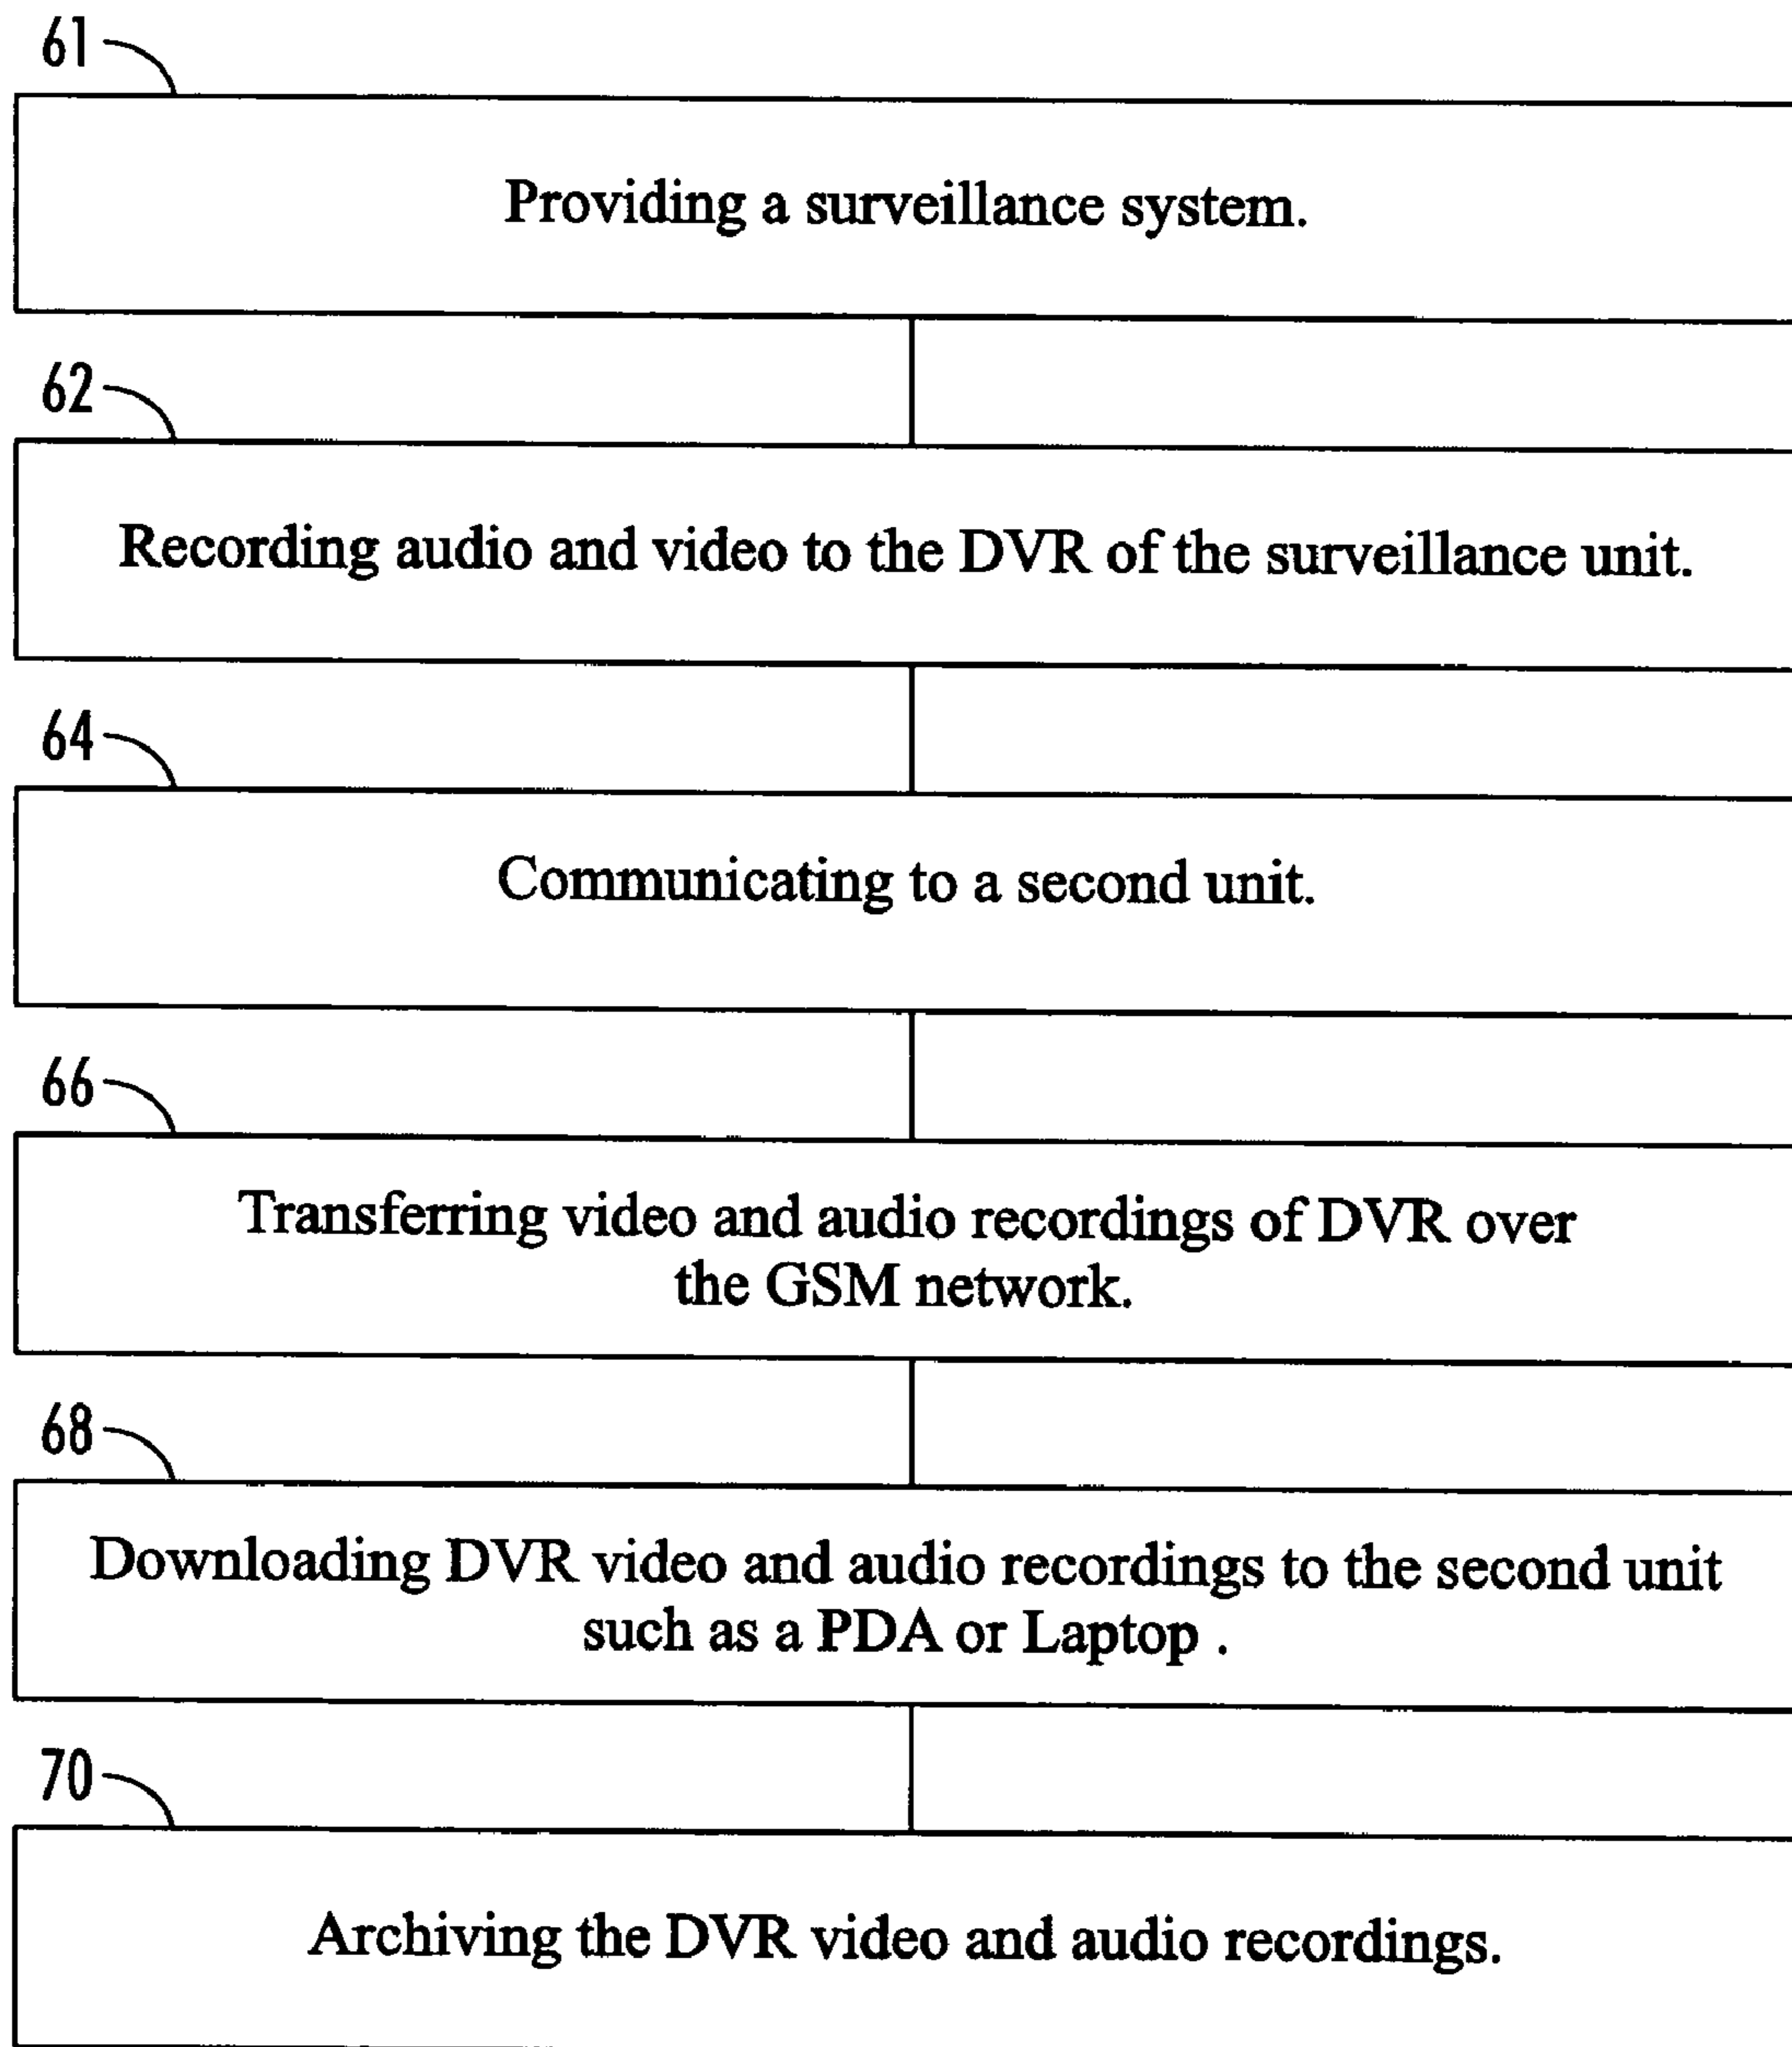 61
Providing a surveillance system.
62
Recording audio and video to the DVR of the surveillance unit.
64
Communicating to a second unit.
66
Transferring video and audio recordings of DVR over
the GSM network.
68
Downloading DVR video and audio recordings to the second unit
such as a PDA or Laptop .
70
Archiving the DVR video and audio recordings.